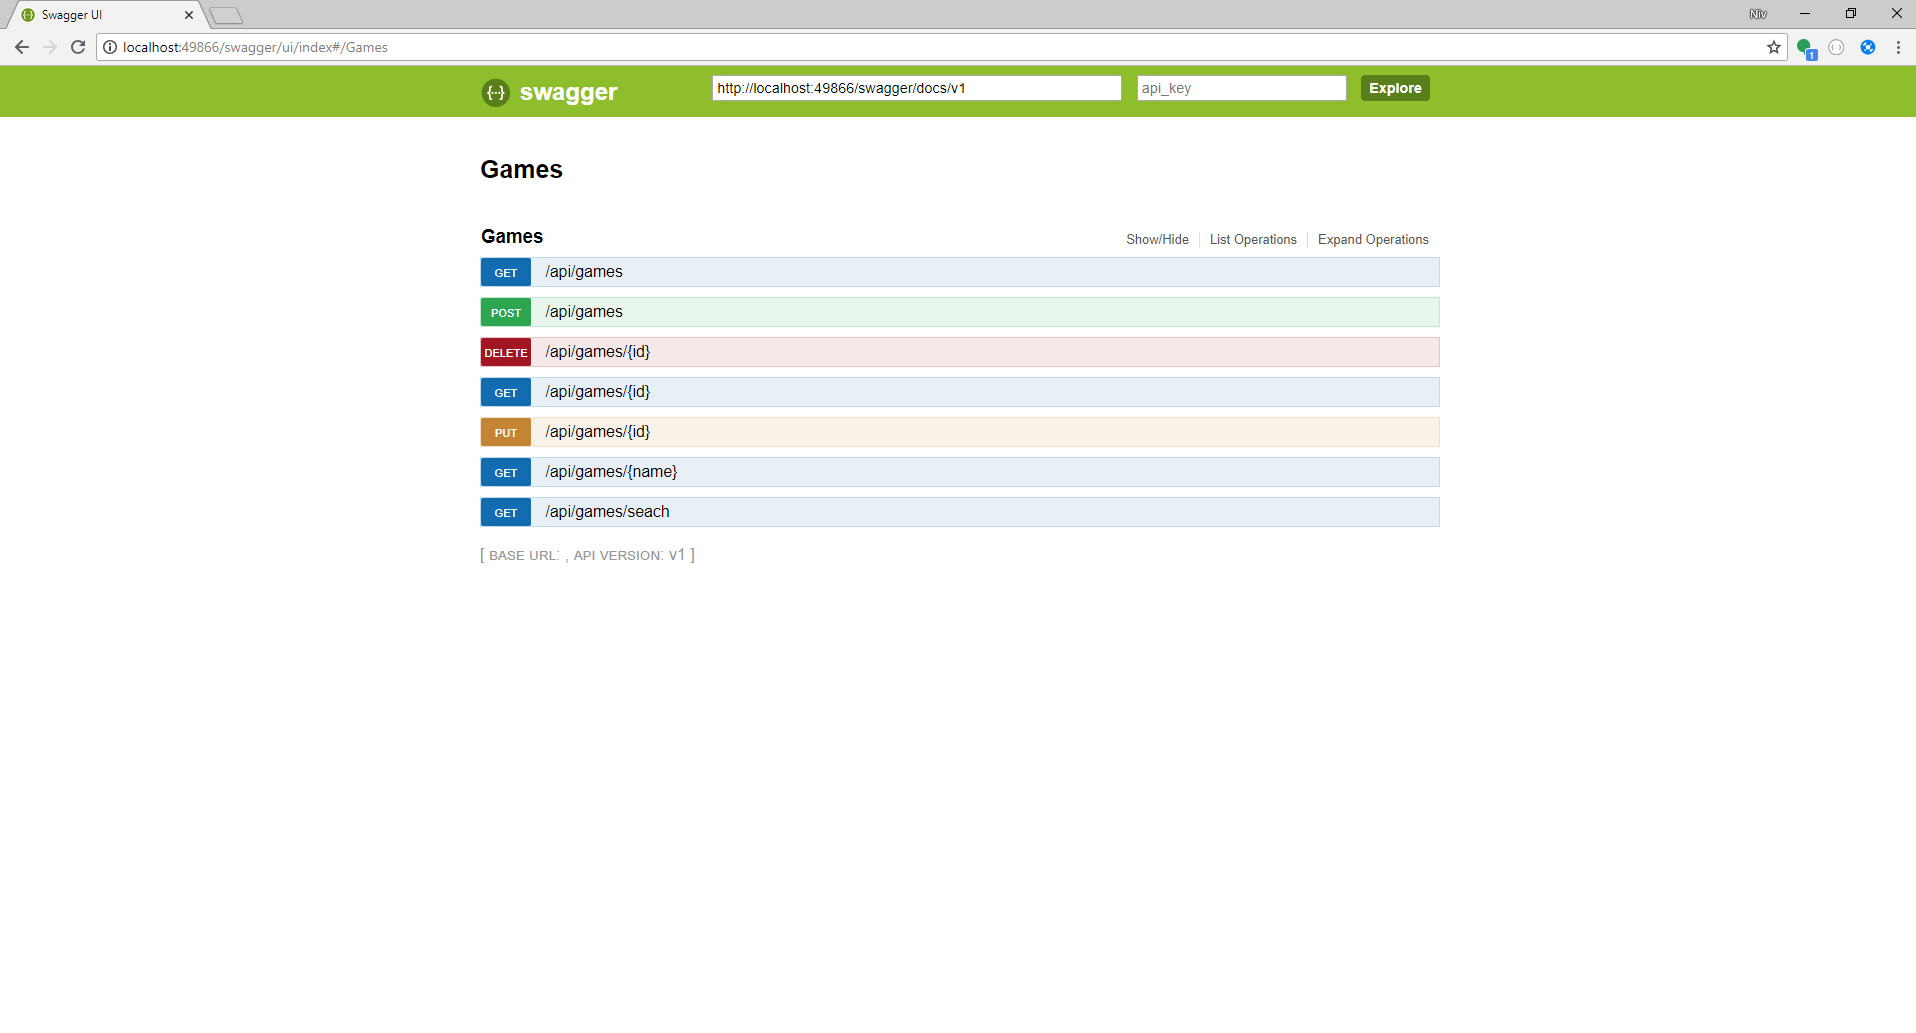 Swagger UI
Niv
localhost:49866/swagger/ui/index#/Games
1
{···} swagger
http://localhost:49866/swagger/docs/v1
api_key
Explore
Games
Games
Show/Hide
List Operations
Expand Operations
GET /api/games
POST /api/games
DELETE /api/games/{id}
GET /api/games/{id}
PUT /api/games/{id}
GET /api/games/{name}
GET /api/games/seach
[ BASE URL: , API VERSION: v1 ]